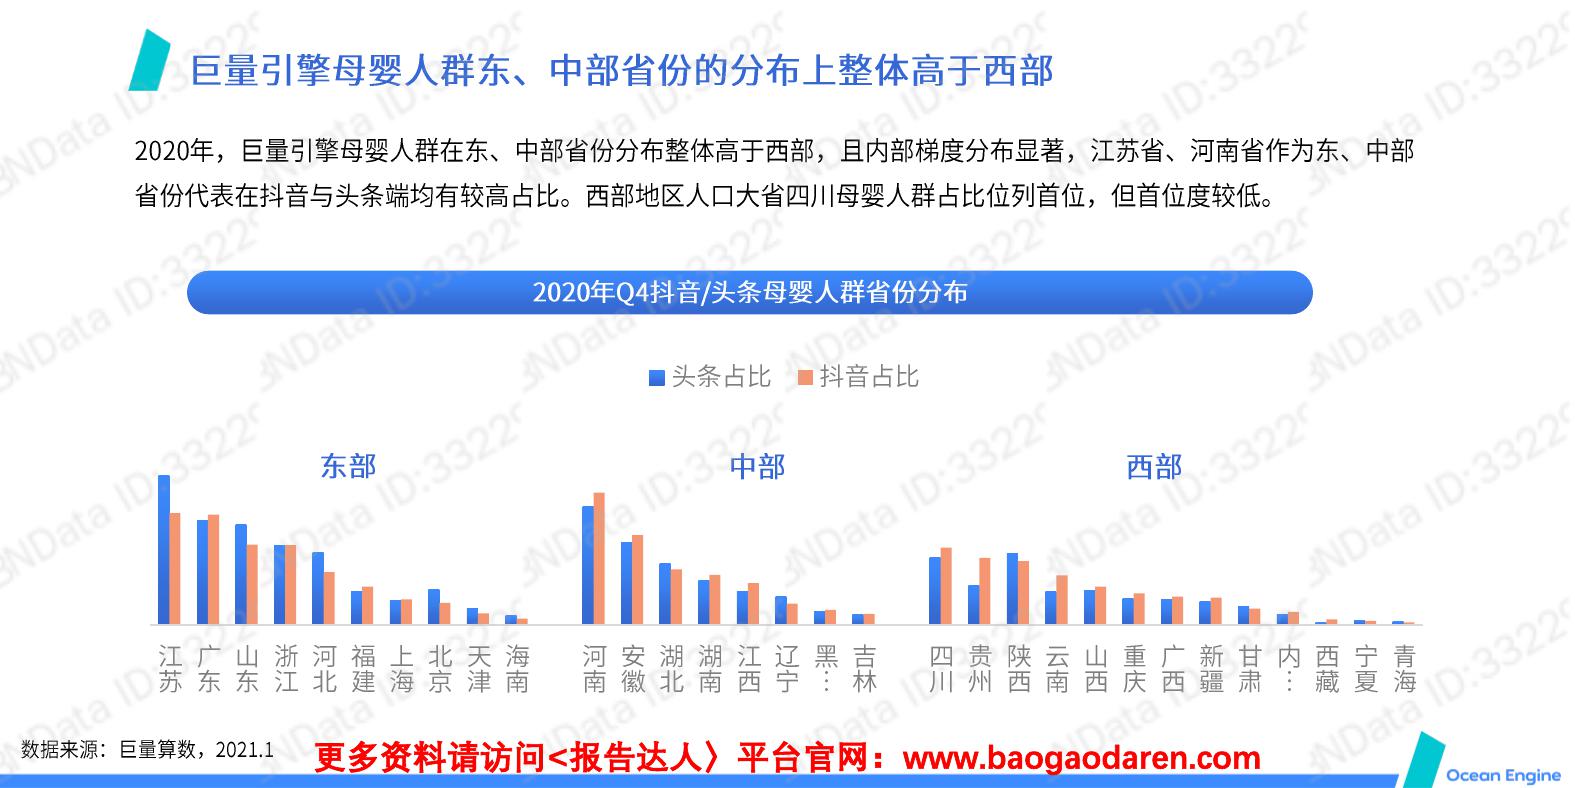 巨量引擎母婴人群东、中部省份的分布上整体高于西部
2020年，巨量引擎母婴人群在东、中部省份分布整体高于西部，且内部梯度分布显著，江苏省、河南省作为东、中部
省份代表在抖音与头条端均有较高占比。西部地区人口大省四川母婴人群占比位列首位，但首位度较低。
2020年Q4抖音/头条母婴人群省份分布
头条占比 抖音占比
东部 中部 西部
江苏 广东 山东 浙江 河北 福建 上海 北京 天津 海南 河南 安徽 湖北 湖南 江西 辽宁 黑… 吉林 四川 贵州 陕西 云南 山西 重庆 广西 新疆 甘肃 内… 西藏 宁夏 青海
数据来源：巨量算数，2021.1
更多资料请访问<报告达人〉平台官网：www.baogaodaren.com
Ocean Engine